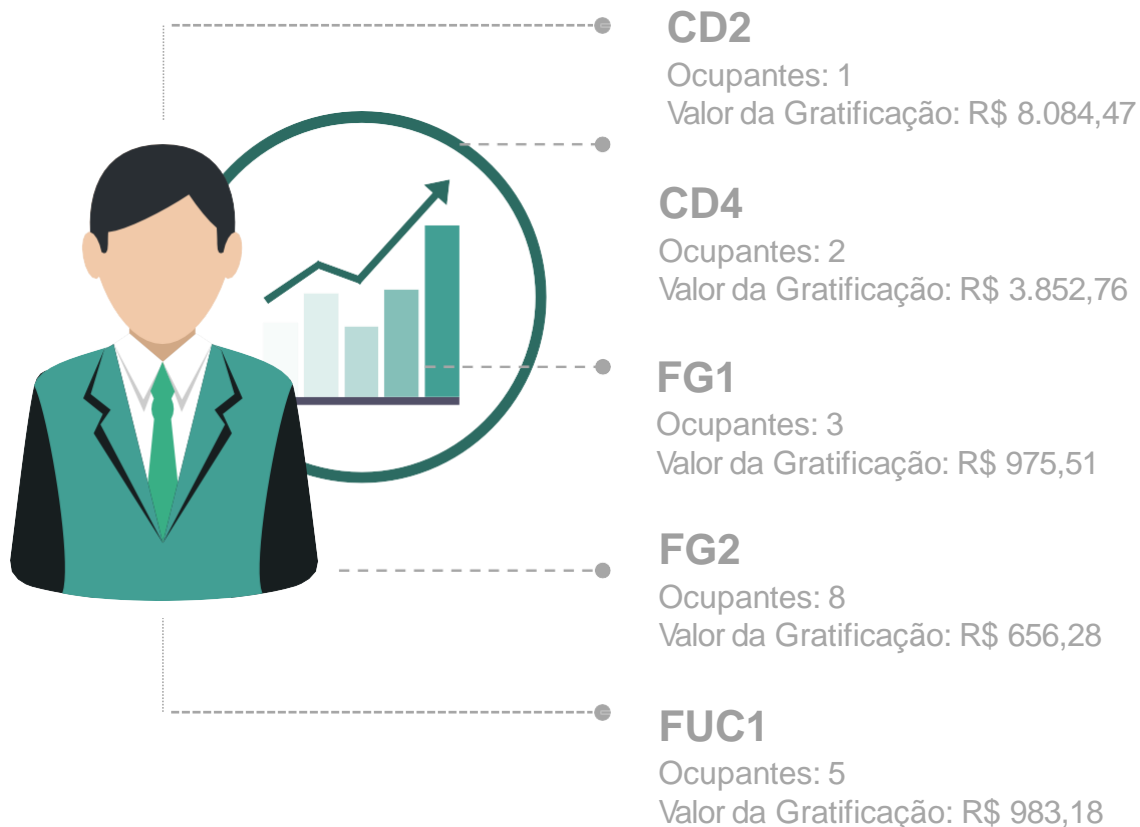 CD2
Ocupantes: 1
Valor da Gratificação: R$ 8.084,47
CD4
Ocupantes: 2
Valor da Gratificação: R$ 3.852,76
FG1
Ocupantes: 3
Valor da Gratificação: R$ 975,51
FG2
Ocupantes: 8
Valor da Gratificação: R$ 656,28
FUC1
Ocupantes: 5
Valor da Gratificação: R$ 983,18